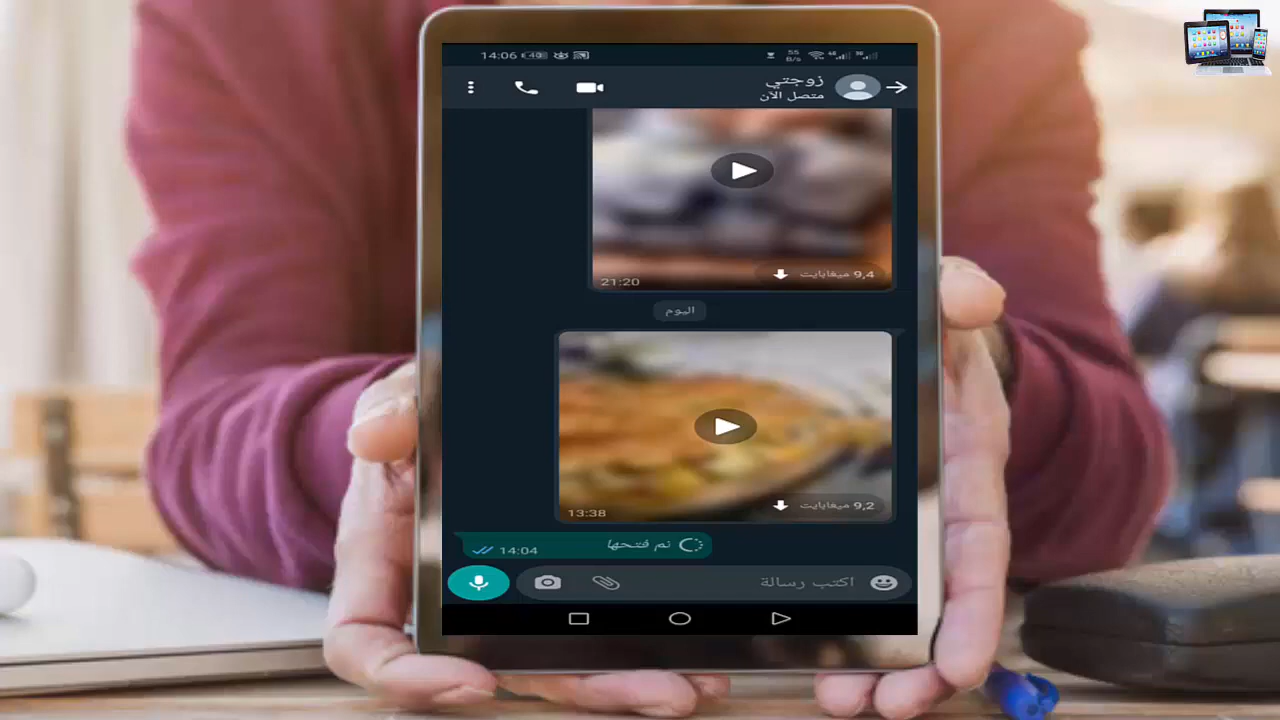 14:06
55
B/s
زوجتي
متصل الآن
9,4 ميغابايت
21:20
اليوم
9,2 ميغابايت
13:38
تم فتحها
14:04
اكتب رسالة